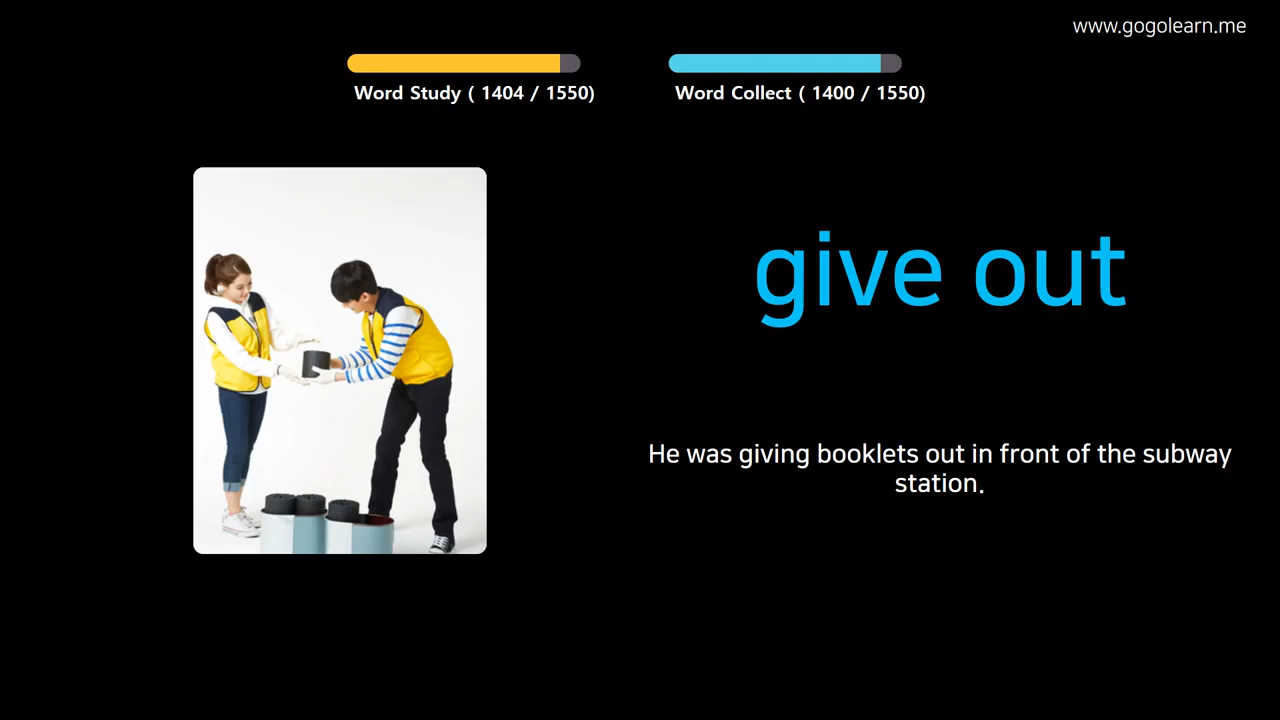 www.gogolearn.me
Word Study ( 1404 / 1550)
Word Collect ( 1400 / 1550)
give out
He was giving booklets out in front of the subway
station.